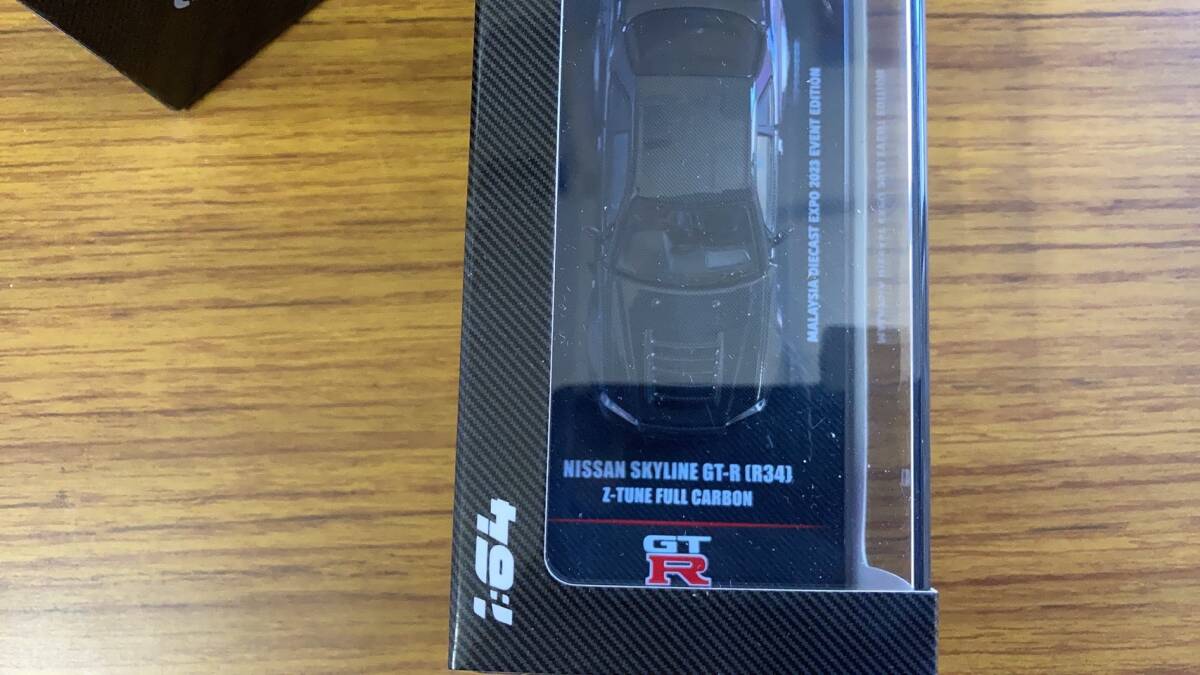 MALAYSIA DIECAST EXPO 2023 EVENT EDITION
NISSAN SKYLINE GT-R (R34)
Z-TUNE FULL CARBON
GT
R
1:64